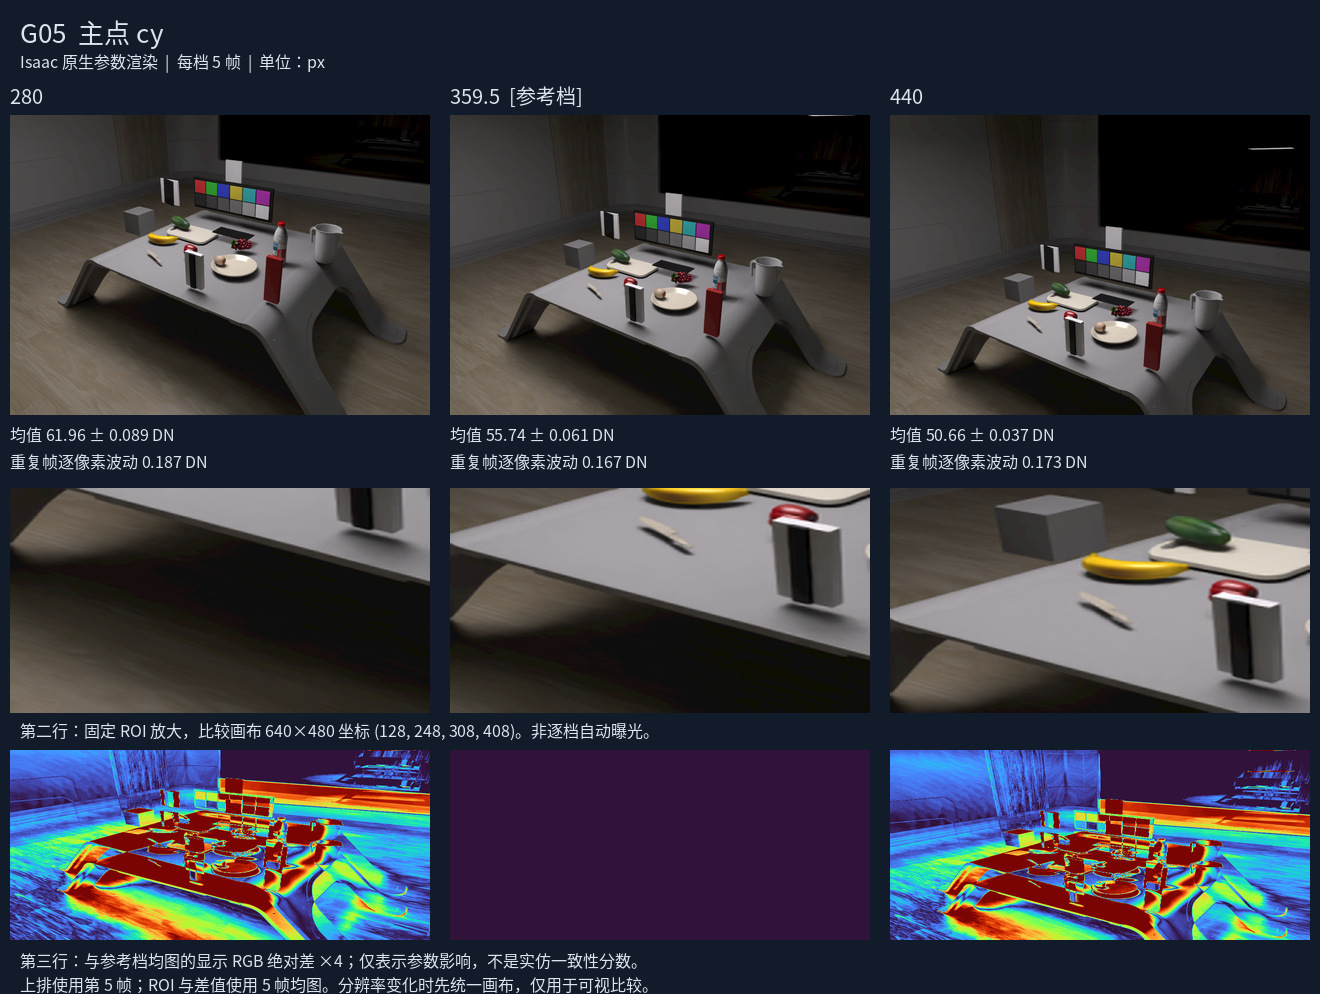 G05 主点 cy
Isaac 原生参数渲染 | 每档 5 帧 | 单位：px
280
359.5 [参考档]
440
均值 61.96 ± 0.089 DN
重复帧逐像素波动 0.187 DN
均值 55.74 ± 0.061 DN
重复帧逐像素波动 0.167 DN
均值 50.66 ± 0.037 DN
重复帧逐像素波动 0.173 DN
第二行：固定 ROI 放大，比较画布 640×480 坐标 (128, 248, 308, 408)。非逐档自动曝光。
第三行：与参考档均图的显示 RGB 绝对差 ×4；仅表示参数影响，不是实仿一致性分数。
上排使用第 5 帧；ROI 与差值使用 5 帧均图。分辨率变化时先统一画布，仅用于可视比较。